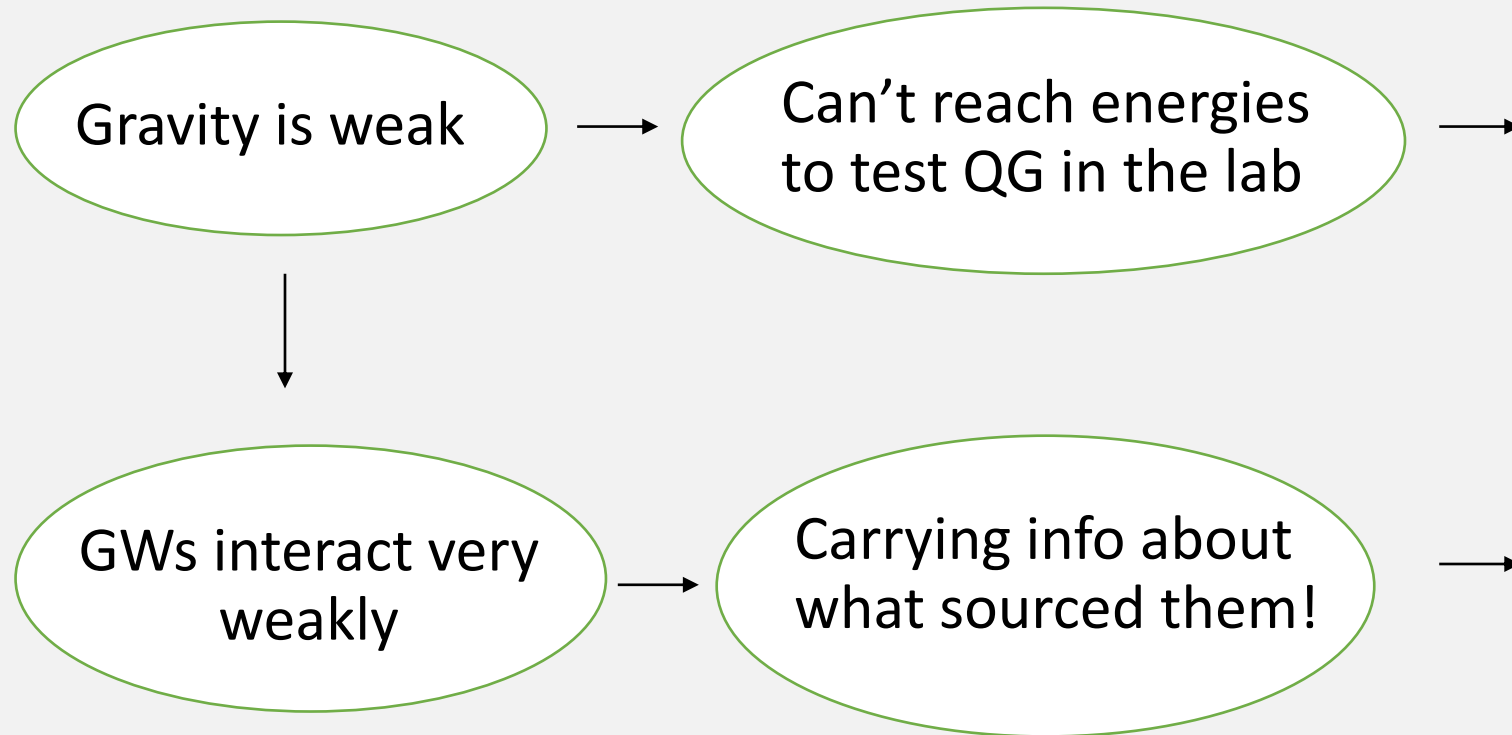 Gravity is weak
Can’t reach energies
to test QG in the lab
GWs interact very
weakly
Carrying info about
what sourced them!